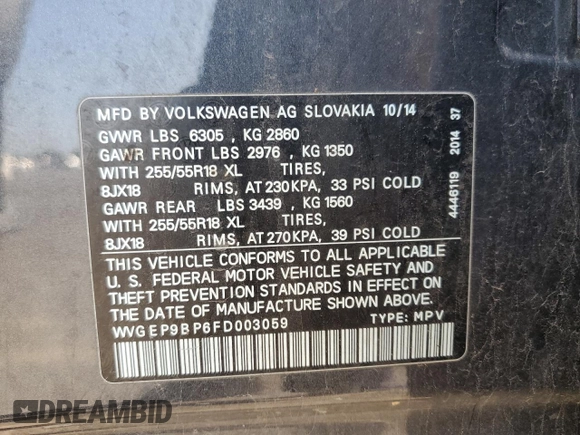 MFD BY VOLKSWAGEN AG SLOVAKIA 10/14
GVWR LBS 6305 , KG 2860
GAWR FRONT LBS 2976 , KG 1350
WITH 255/55R18 XL TIRES,
8JX18 RIMS, AT 230 KPA, 33 PSI COLD
GAWR REAR LBS 3439 , KG 1560
WITH 255/55R18 XL TIRES,
8JX18 RIMS, AT 270KPA, 39 PSI COLD
THIS VEHICLE CONFORMS TO ALL APPLICABLE
U. S. FEDERAL MOTOR VEHICLE SAFETY AND
THEFT PREVENTION STANDARDS IN EFFECT ON
THE DATE OF MANUFACTURE SHOWN ABOVE.
WVGEP9BP6FD003059 TYPE: MPV
4446119 2014 37
DREAMBID